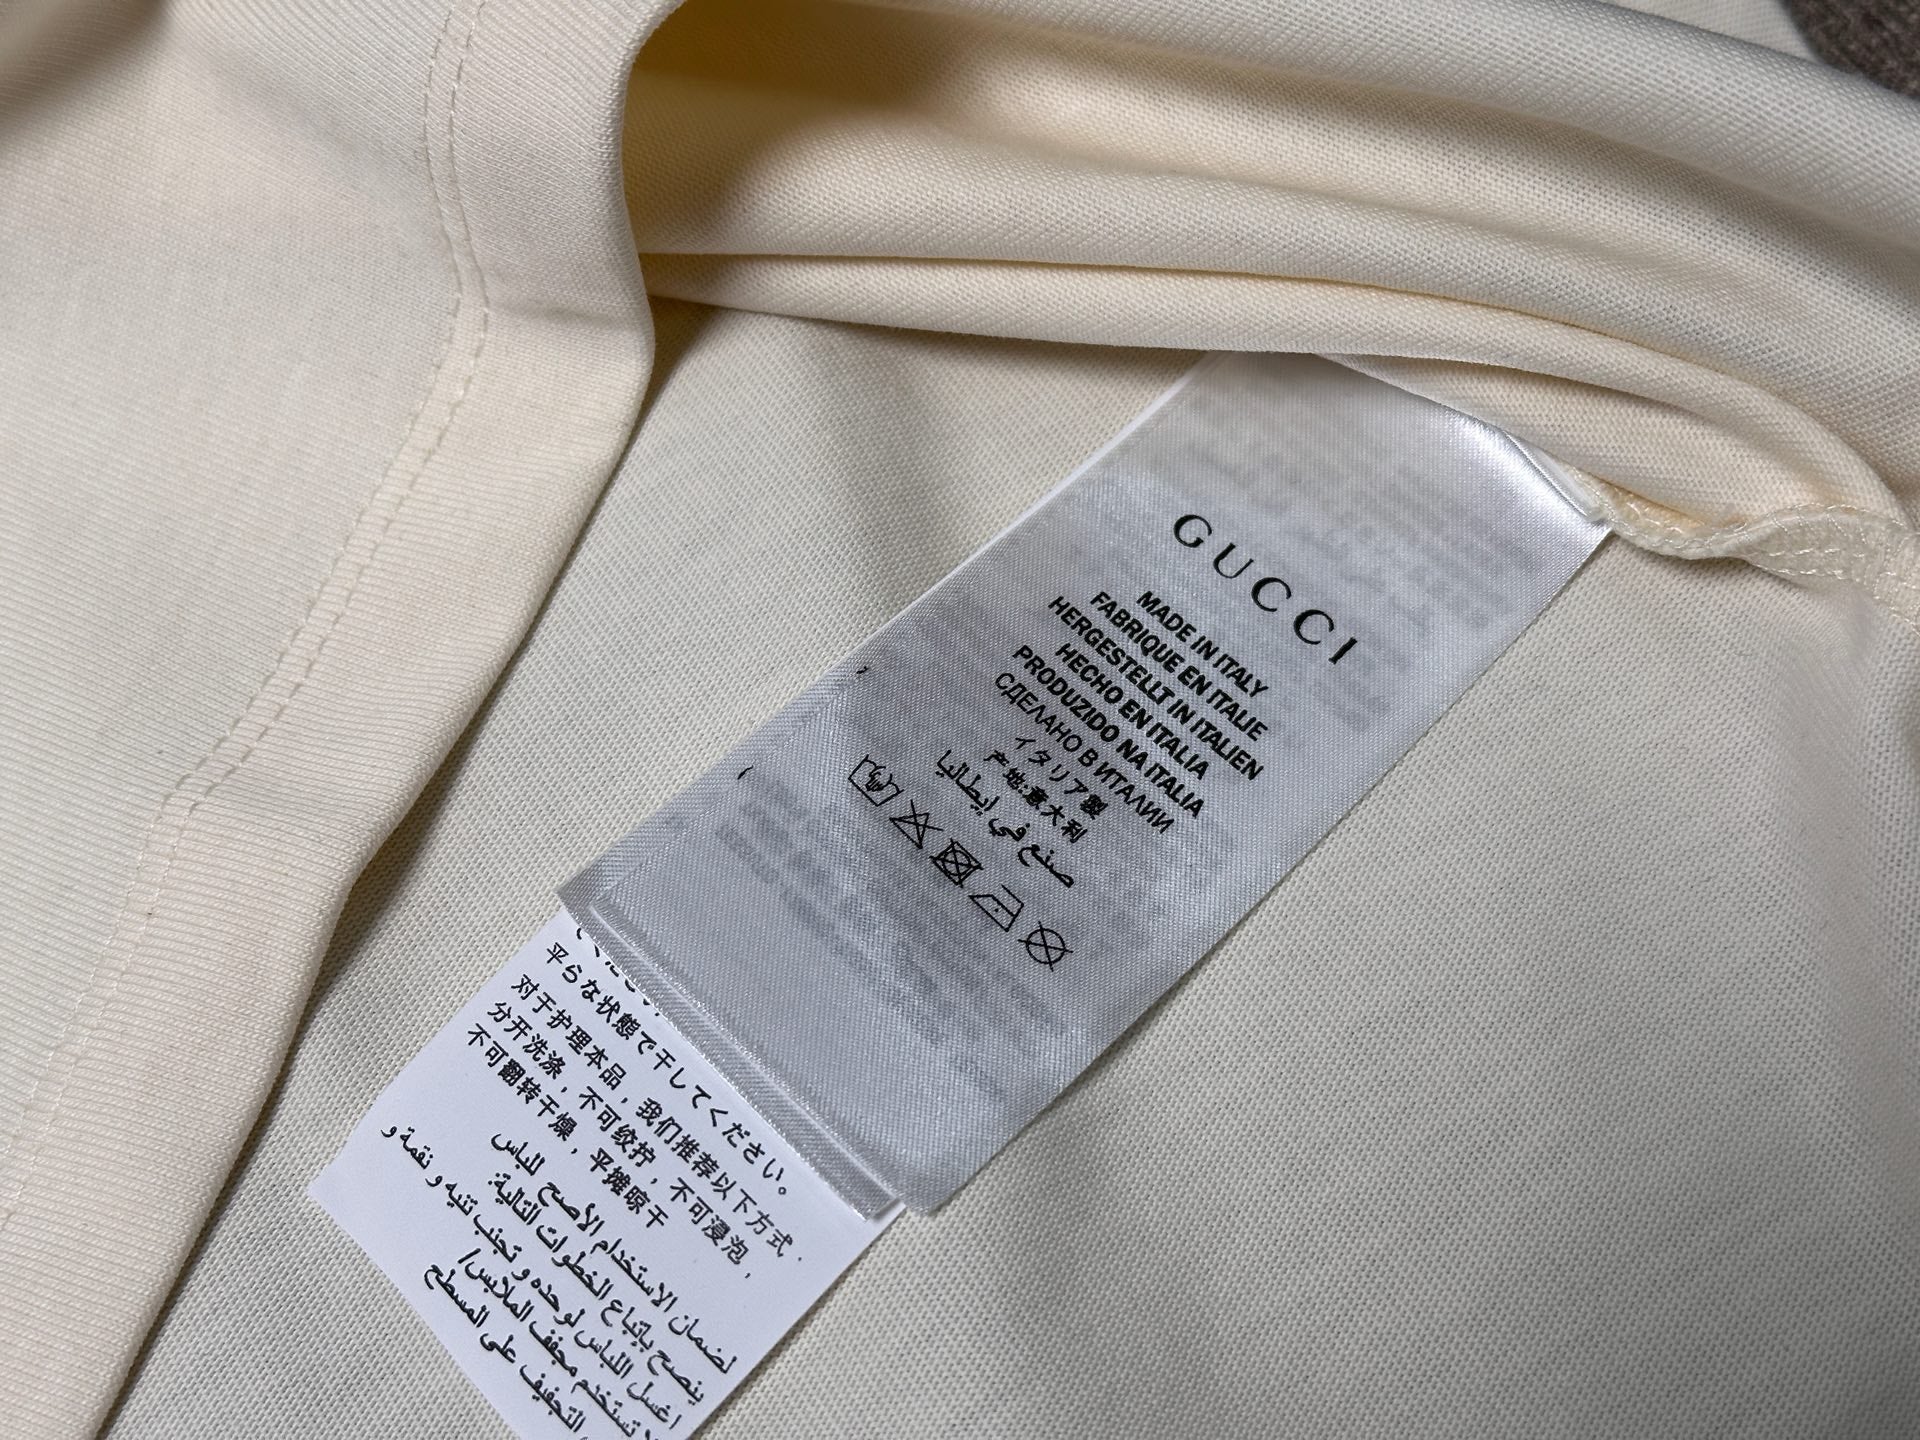 GUCCI
MADE IN ITALY
FABRIQUE EN ITALIE
HERGESTELLT IN ITALIEN
HECHO EN ITALIA
PRODUZIDO NA ITALIA
СДЕЛАНО В ИТАЛИИ
イタリア製
产地:意大利
صنع في إيطاليا
平らな状態で干してください。
对于护理本品，我们推荐以下方式
分开洗涤，不可绞拧，不可浸泡，
不可翻转干燥，平摊晾干
لضمان الاستخدام الأصح للباس
ينصح بإتباع الخطوات التالية:
اغسل اللباس لوحده و تجنب تنيه و نقمة و
لا تستخدم مجفف الملابس/
التجفيف على المسطح